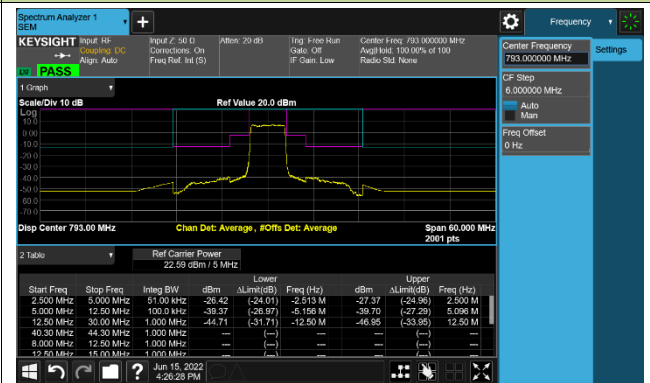 Spectrum Analyzer 1
SEM
+
Frequency
KEYSIGHT Input: RF Input Z: 50 Ω Atten: 20 dB Trig: Free Run Center Freq: 793.000000 MHz
Coupling: DC Corrections: On Gate: Off Avg|Hold: 100.00% of 100
Align: Auto Freq Ref: Int (S) IF Gain: Low Radio Std: None
PASS
Center Frequency
793.000000 MHz
Settings
CF Step
6.000000 MHz
Auto
Man
Freq Offset
0 Hz
1 Graph
Scale/Div 10 dB Ref Value 20.0 dBm
Log
10.0
0.00
-10.0
-20.0
-30.0
-40.0
-50.0
-60.0
-70.0
Disp Center 793.00 MHz Chan Det: Average, #Offs Det: Average Span 60.000 MHz
2001 pts
2 Table Ref Carrier Power
22.59 dBm / 5 MHz
Lower Upper
Start Freq Stop Freq Integ BW dBm ΔLimit(dB) Freq (Hz) dBm ΔLimit(dB) Freq (Hz)
2.500 MHz 5.000 MHz 51.00 kHz -26.42 (-24.01) -2.513 M -27.37 (-24.96) 2.500 M
5.000 MHz 12.50 MHz 100.0 kHz -39.37 (-26.97) -5.156 M -39.70 (-27.29) 5.096 M
12.50 MHz 30.00 MHz 1.000 MHz -44.71 (-31.71) -12.50 M -46.95 (-33.95) 12.50 M
40.30 MHz 44.30 MHz 1.000 MHz --- (---) --- --- (---) ---
8.000 MHz 12.50 MHz 1.000 MHz --- (---) --- --- (---) ---
12.50 MHz 15.00 MHz 1.000 MHz --- (---) --- --- (---) ---
? Jun 15, 2022
4:26:28 PM